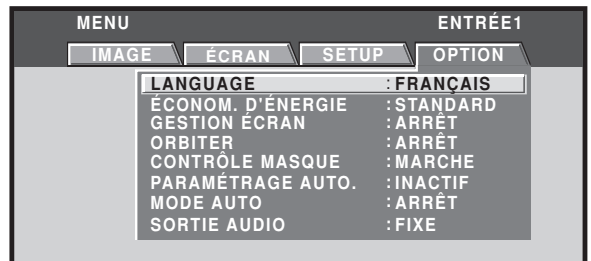 MENU ENTRÉE1
IMAGE ÉCRAN SETUP OPTION
LANGUAGE :FRANÇAIS
ÉCONOM. D'ÉNERGIE :STANDARD
GESTION ÉCRAN :ARRÊT
ORBITER :ARRÊT
CONTRÔLE MASQUE :MARCHE
PARAMÉTRAGE AUTO. :INACTIF
MODE AUTO :ARRÊT
SORTIE AUDIO :FIXE